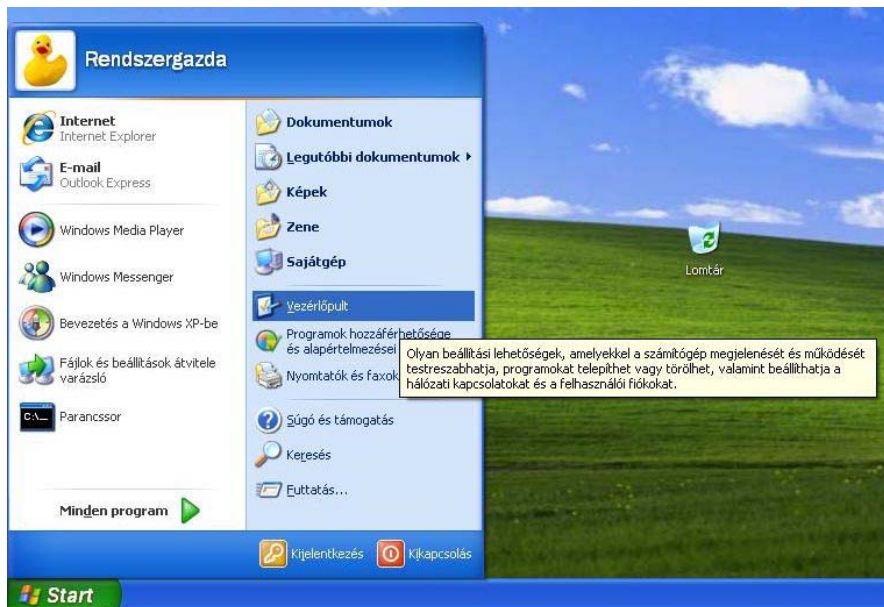 Rendszergazda
Internet
Internet Explorer
E-mail
Outlook Express
Windows Media Player
Windows Messenger
Bevezetés a Windows XP-be
Fájlok és beállítások átvitele
varázsló
C:\_
Parancssor
Minden program
Dokumentumok
Legutóbbi dokumentumok
Képek
Zene
Sajátgép
Vezérlőpult
Programok hozzáférhetősége
és alapértelmezései
Nyomtatók és faxok
Súgó és támogatás
Keresés
Futtatás...
Olyan beállítási lehetőségek, amelyekkel a számítógép megjelenését és működését
testreszabhatja, programokat telepíthet vagy törölhet, valamint beállíthatja a
hálózati kapcsolatokat és a felhasználói fiókokat.
Lomtár
Kijelentkezés
Kikapcsolás
Start